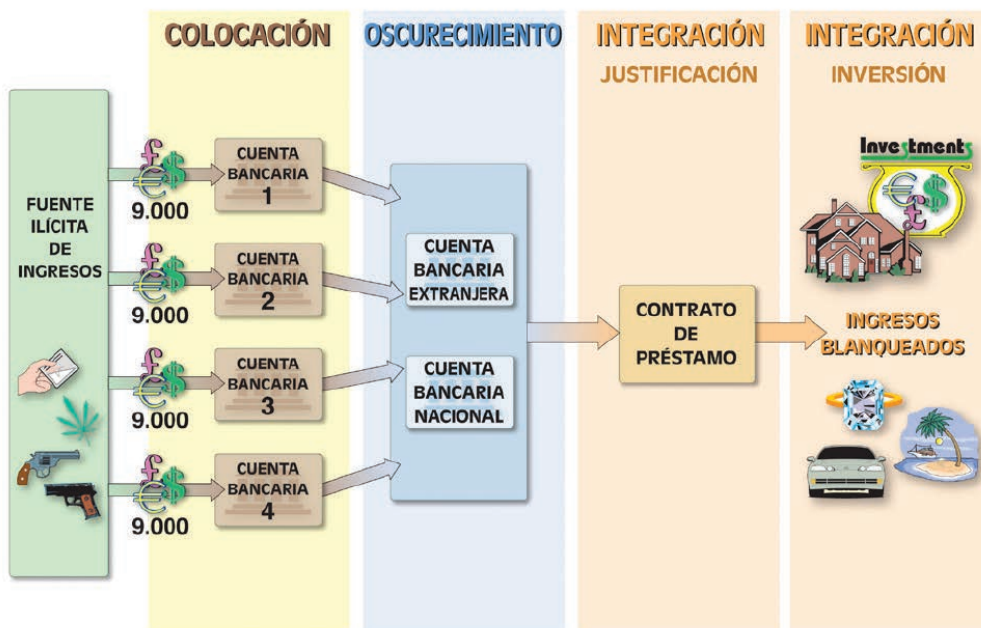 COLOCACIÓN
OSCURECIMIENTO
INTEGRACIÓN
JUSTIFICACIÓN
INTEGRACIÓN
INVERSIÓN
FUENTE
ILÍCITA
DE
INGRESOS
£
$
€
9.000
CUENTA
BANCARIA
1
£
$
€
9.000
CUENTA
BANCARIA
2
£
$
€
9.000
CUENTA
BANCARIA
3
£
$
€
9.000
CUENTA
BANCARIA
4
CUENTA
BANCARIA
EXTRANJERA
CUENTA
BANCARIA
NACIONAL
CONTRATO
DE
PRÉSTAMO
Investments
€ $
£
INGRESOS
BLANQUEADOS